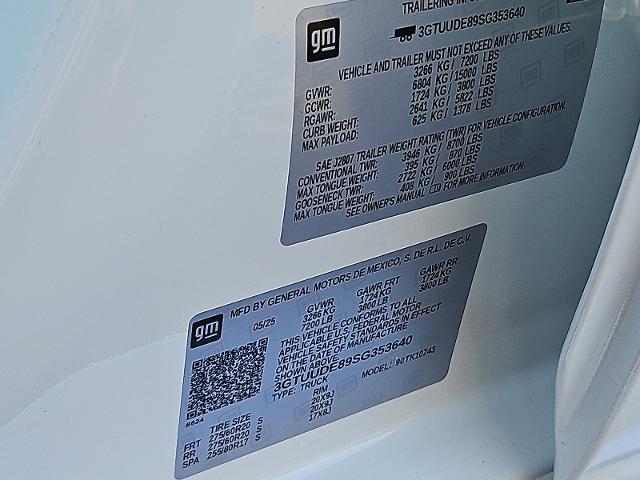 TRAILERING
gm
3GTUUDE89SG353640
VEHICLE AND TRAILER MUST NOT EXCEED ANY OF THESE VALUES.
GVWR: 3266 KG / 7200 LBS
GCWR: 6804 KG / 15000 LBS
RGAWR: 1724 KG / 3800 LBS
CURB WEIGHT: 2641 KG / 5822 LBS
MAX PAYLOAD: 625 KG / 1378 LBS
SAE J2807 TRAILER WEIGHT RATING (TWR) FOR VEHICLE CONFIGURATION.
CONVENTIONAL TWR: 3946 KG / 8700 LBS
MAX TONGUE WEIGHT: 395 KG / 870 LBS
GOOSENECK TWR: 2722 KG / 6000 LBS
MAX TONGUE WEIGHT: 408 KG / 900 LBS
SEE OWNER'S MANUAL FOR MORE INFORMATION
gm
MFD BY GENERAL MOTORS DE MEXICO, S. DE R.L. DE C.V.
05/25 GVWR GAWR FRT GAWR RR
3266 KG 1724 KG 1724 KG
7200 LB 3800 LB 3800 LB
THIS VEHICLE CONFORMS TO ALL
APPLICABLE U.S. FEDERAL MOTOR
VEHICLE SAFETY STANDARDS IN EFFECT
ON THE DATE OF MANUFACTURE
SHOWN ABOVE
3GTUUDE89SG353640
TYPE: TRUCK MODEL: 90TK10743
S624
TIRE SIZE RIM
FRT 275/60R20 S 20X9J
RR 275/60R20 S 20X9J
SPA 255/80R17 S 17X8J